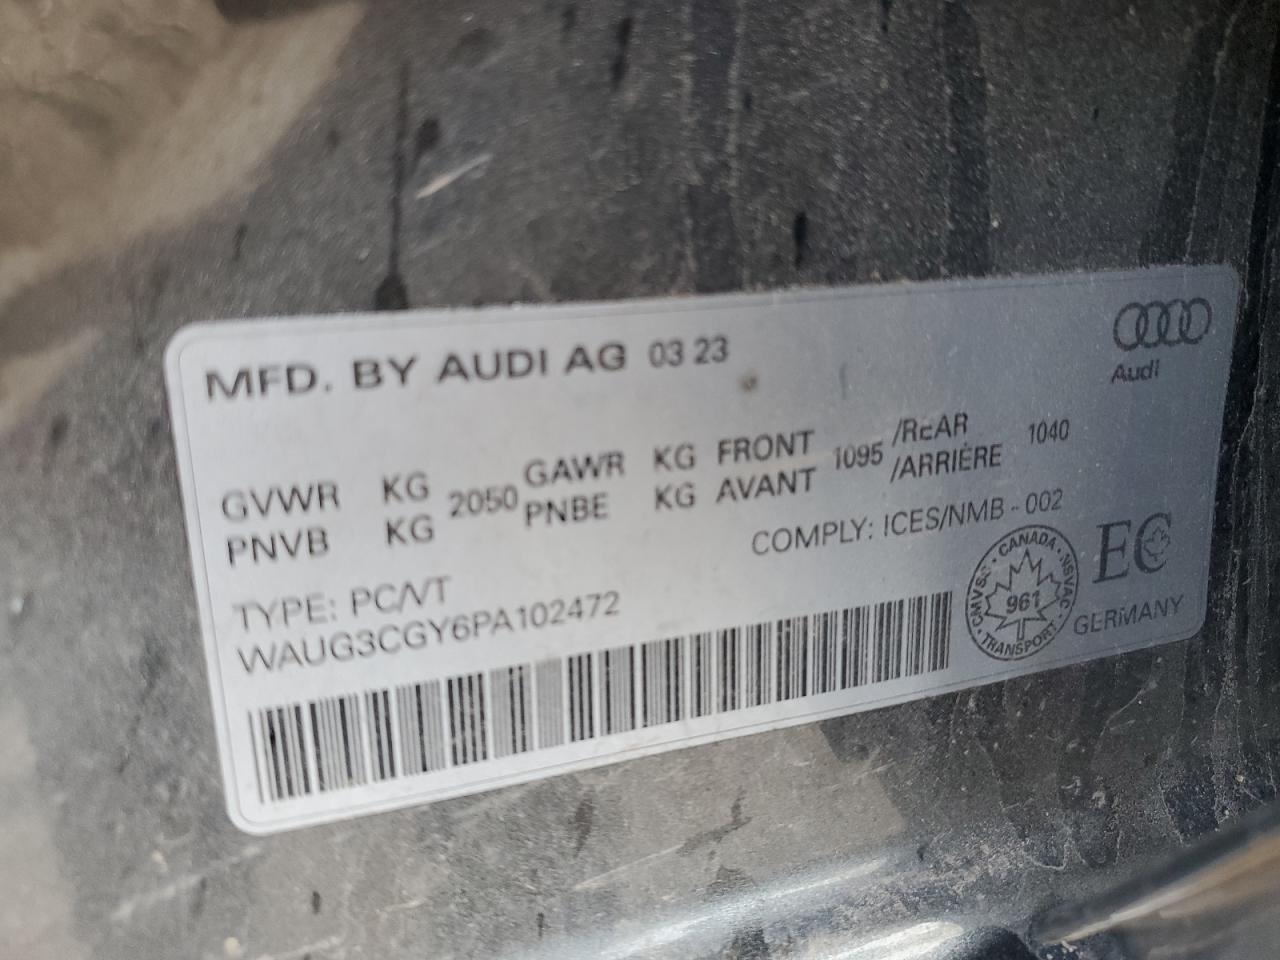 MFD. BY AUDI AG 03 23
Audi
GVWR KG 2050 GAWR KG FRONT 1095 /REAR 1040
PNVB KG PNBE KG AVANT /ARRIÈRE
COMPLY: ICES/NMB-002
TYPE: PC/VT
WAUG3CGY6PA102472
CANADA · NSVAC · TRANSPORT · CMVSS
961
EC
GERMANY